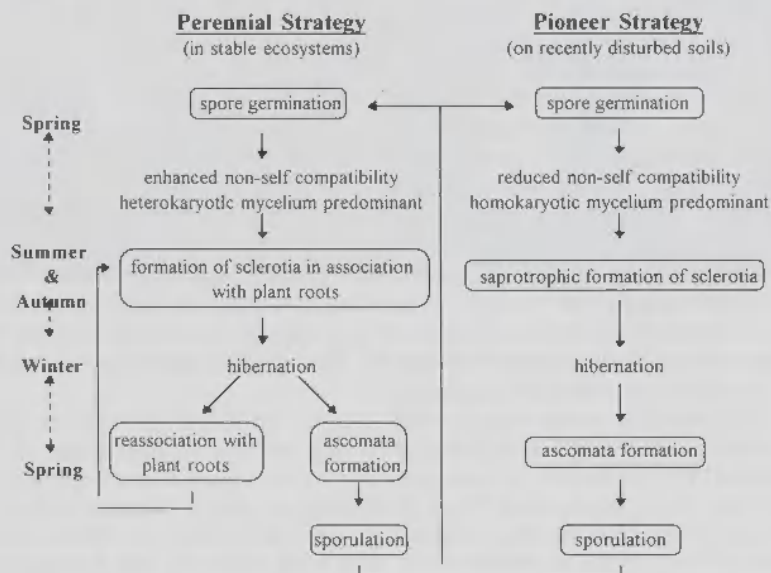 Perennial Strategy
(in stable ecosystems)
Pioneer Strategy
(on recently disturbed soils)
Spring
spore germination
spore germination
enhanced non-self compatibility
heterokaryotic mycelium predominant
reduced non-self compatibility
homokaryotic mycelium predominant
Summer
&
Autumn
formation of sclerotia in association
with plant roots
saprotrophic formation of sclerotia
Winter
hibernation
hibernation
reassociation with
plant roots
ascomata
formation
ascomata formation
Spring
sporulation
sporulation